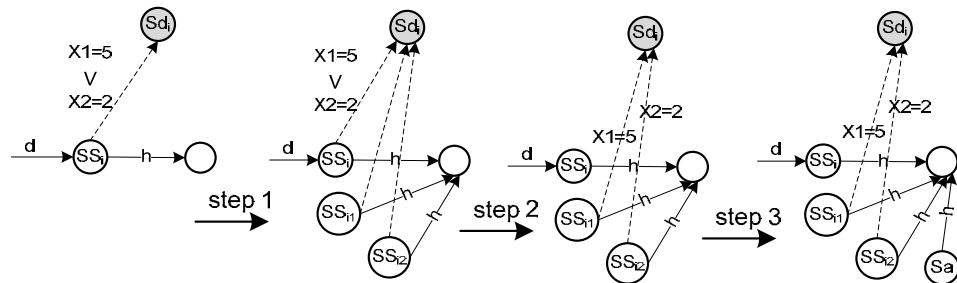 Sdi
X1=5
V
X2=2
d
SSi
h
step 1
Sdi
X1=5
V
X2=2
d
SSi
h
SSi1
h
h
SSi2
step 2
Sdi
X2=2
X1=5
d
SSi
h
SSi1
h
h
SSi2
step 3
Sdi
X2=2
X1=5
d
SSi
h
SSi1
h
h
h
SSi2
Sa